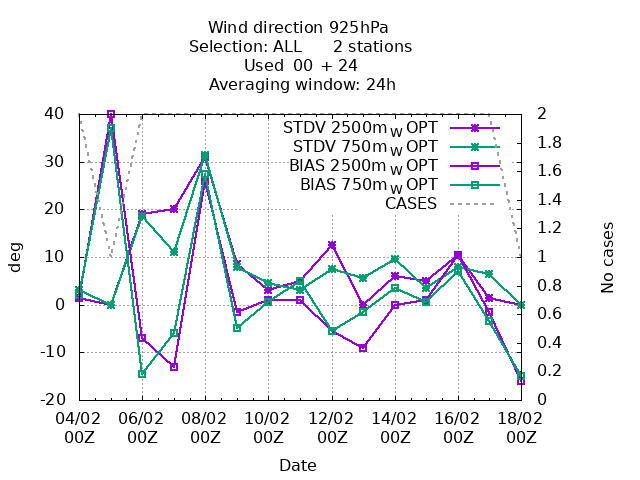 Wind direction 925hPa
Selection: ALL 2 stations
Used 00 + 24
Averaging window: 24h
STDV 2500m_W OPT
STDV 750m_W OPT
BIAS 2500m_W OPT
BIAS 750m_W OPT
CASES
40
30
20
10
0
-10
-20
deg
2
1.8
1.6
1.4
1.2
1
0.8
0.6
0.4
0.2
0
No cases
04/02 06/02 08/02 10/02 12/02 14/02 16/02 18/02
00Z 00Z 00Z 00Z 00Z 00Z 00Z 00Z
Date